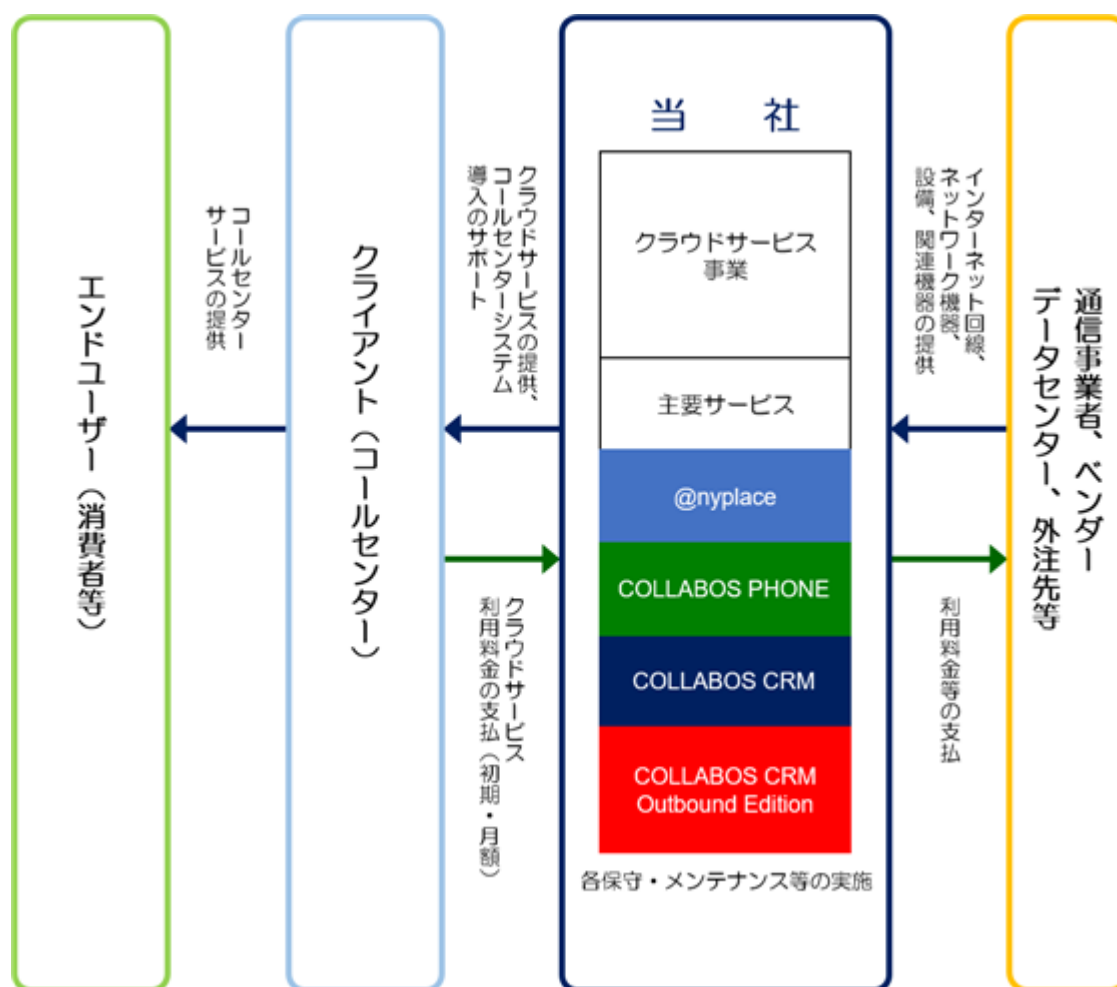 エンドユーザー（消費者等）
コールセンター
サービスの提供
クライアント（コールセンター）
クラウドサービスの提供、
コールセンターシステム
導入のサポート
クラウドサービス
利用料金の支払（初期・月額）
当　社
クラウドサービス
事業
主要サービス
@nyplace
COLLABOS PHONE
COLLABOS CRM
COLLABOS CRM
Outbound Edition
各保守・メンテナンス等の実施
インターネット回線、
ネットワーク機器、
設備、関連機器の提供
利用料金等の支払
通信事業者、ベンダー
データセンター、外注先等